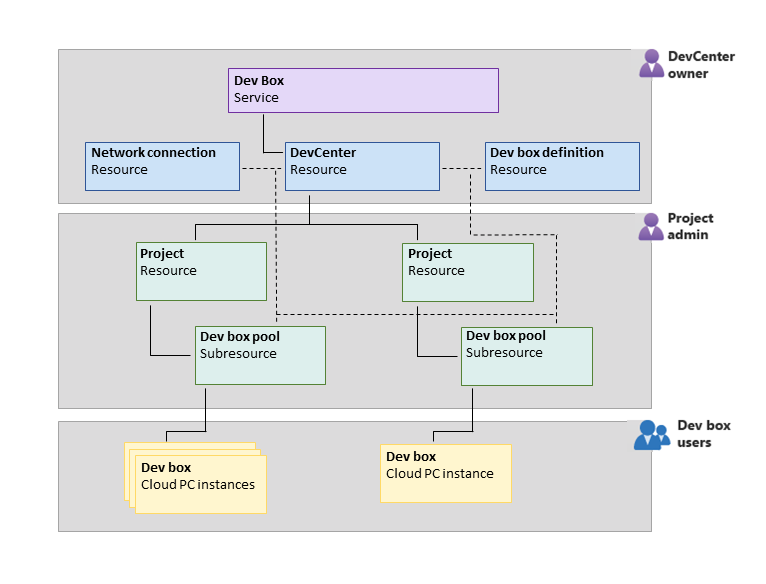 DevCenter
owner
Dev Box
Service
Network connection
Resource
DevCenter
Resource
Dev box definition
Resource
Project
admin
Project
Resource
Project
Resource
Dev box pool
Subresource
Dev box pool
Subresource
Dev box
users
Dev box
Cloud PC instances
Dev box
Cloud PC instance